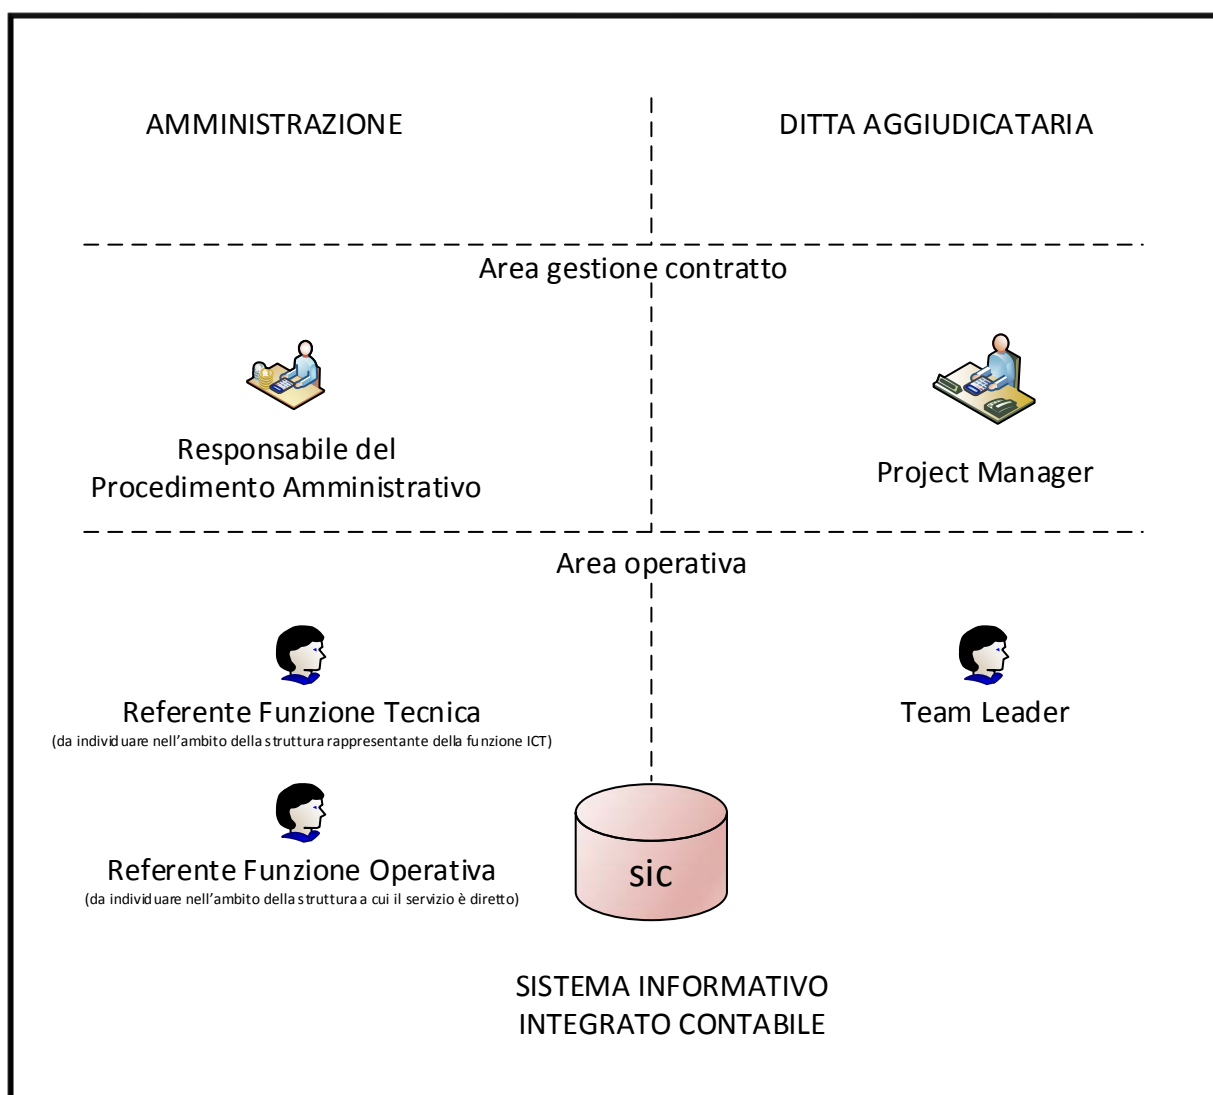 AMMINISTRAZIONE
DITTA AGGIUDICATARIA
Area gestione contratto
Responsabile del
Procedimento Amministrativo
Project Manager
Area operativa
Referente Funzione Tecnica
(da individuare nell'ambito della struttura rappresentante della funzione ICT)
Team Leader
Referente Funzione Operativa
(da individuare nell'ambito della struttura a cui il servizio è diretto)
sic
SISTEMA INFORMATIVO
INTEGRATO CONTABILE